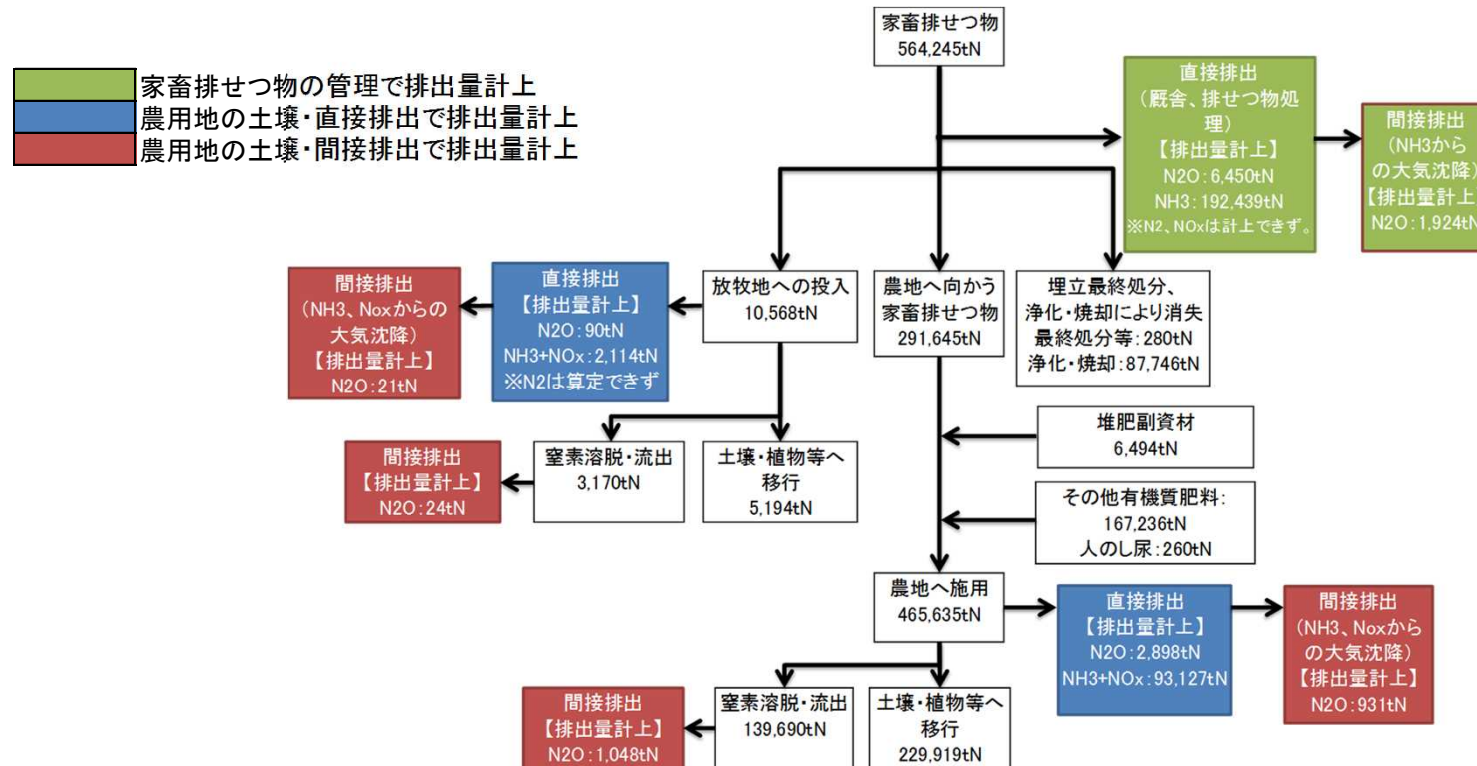 家畜排せつ物の管理で排出量計上
農用地の土壌・直接排出で排出量計上
農用地の土壌・間接排出で排出量計上
家畜排せつ物
564,245tN
直接排出
(厩舎、排せつ物処
理)
【排出量計上】
N2O:6,450tN
NH3:192,439tN
※N2、NOxは計上できず。
間接排出
(NH3から
の大気沈降)
【排出量計上】
N2O:1,924tN
間接排出
(NH3、Noxからの
大気沈降)
【排出量計上】
N2O:21tN
直接排出
【排出量計上】
N2O:90tN
NH3+NOx:2,114tN
※N2は算定できず
放牧地への投入
10,568tN
農地へ向かう
家畜排せつ物
291,645tN
埋立最終処分、
浄化・焼却により消失
最終処分等:280tN
浄化・焼却:87,746tN
堆肥副資材
6,494tN
間接排出
【排出量計上】
N2O:24tN
窒素溶脱・流出
3,170tN
土壌・植物等へ
移行
5,194tN
その他有機質肥料:
167,236tN
人のし尿:260tN
農地へ施用
465,635tN
直接排出
【排出量計上】
N2O:2,898tN
NH3+NOx:93,127tN
間接排出
(NH3、Noxから
の大気沈降)
【排出量計上】
N2O:931tN
間接排出
【排出量計上】
N2O:1,048tN
窒素溶脱・流出
139,690tN
土壌・植物等へ
移行
229,919tN